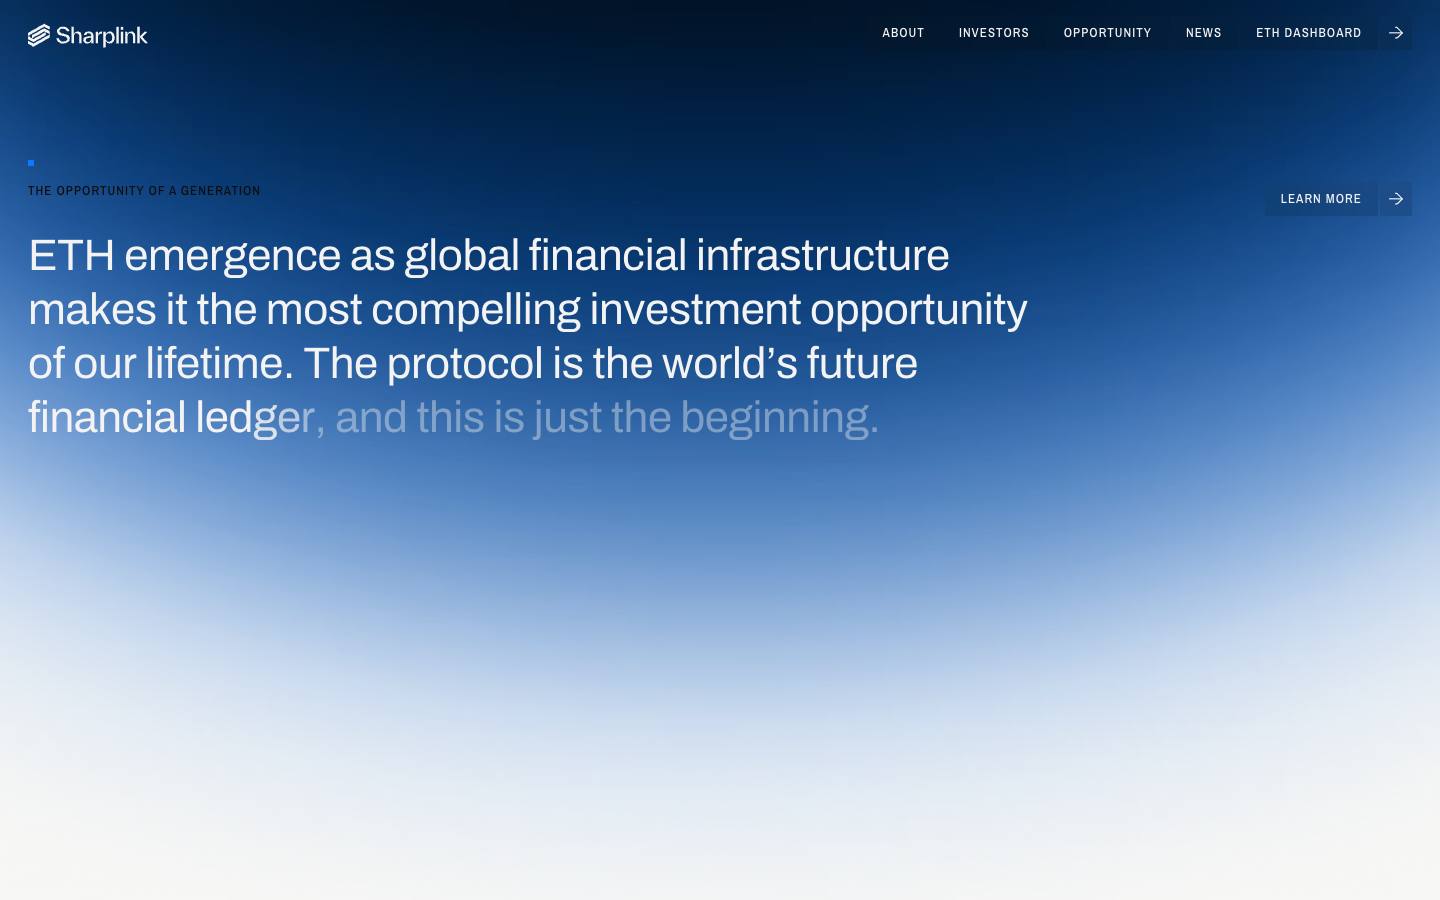 Sharplink
ABOUT
INVESTORS
OPPORTUNITY
NEWS
ETH DASHBOARD
THE OPPORTUNITY OF A GENERATION
LEARN MORE
ETH emergence as global financial infrastructure
makes it the most compelling investment opportunity
of our lifetime. The protocol is the world’s future
financial ledger, and this is just the beginning.